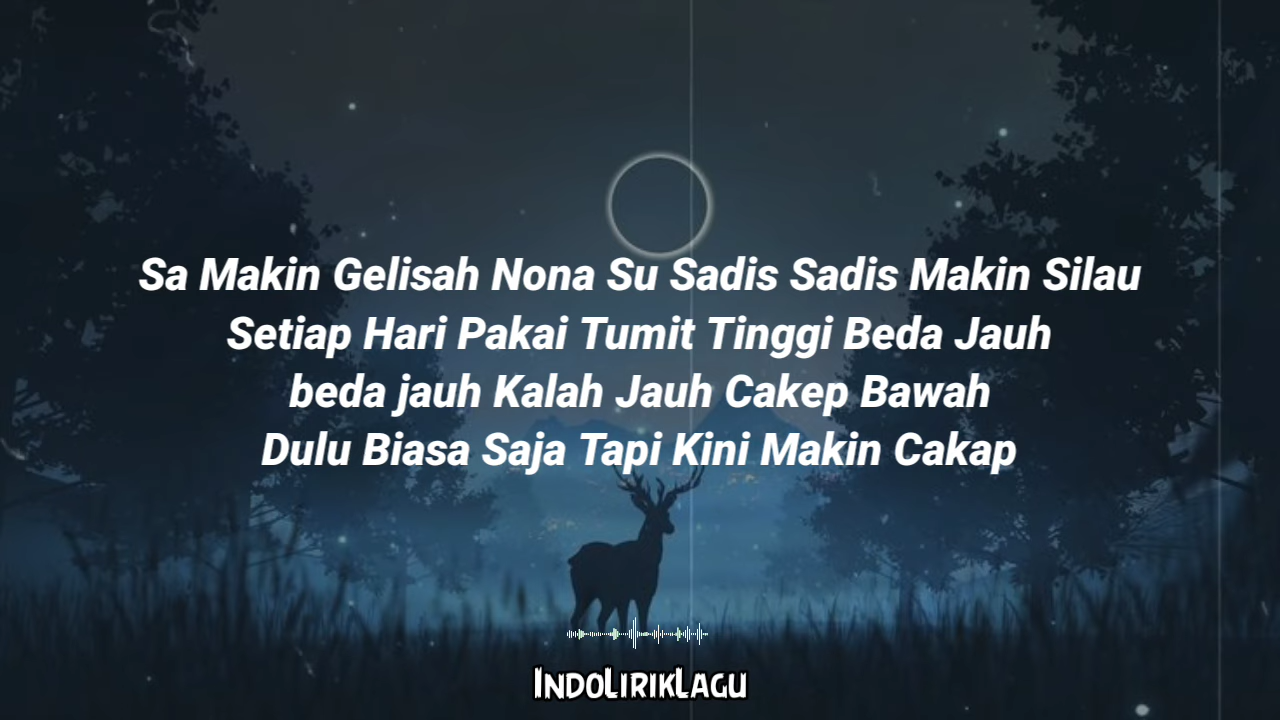 Sa Makin Gelisah Nona Su Sadis Sadis Makin Silau
Setiap Hari Pakai Tumit Tinggi Beda Jauh
beda jauh Kalah Jauh Cakep Bawah
Dulu Biasa Saja Tapi Kini Makin Cakap
IndoLirikLagu